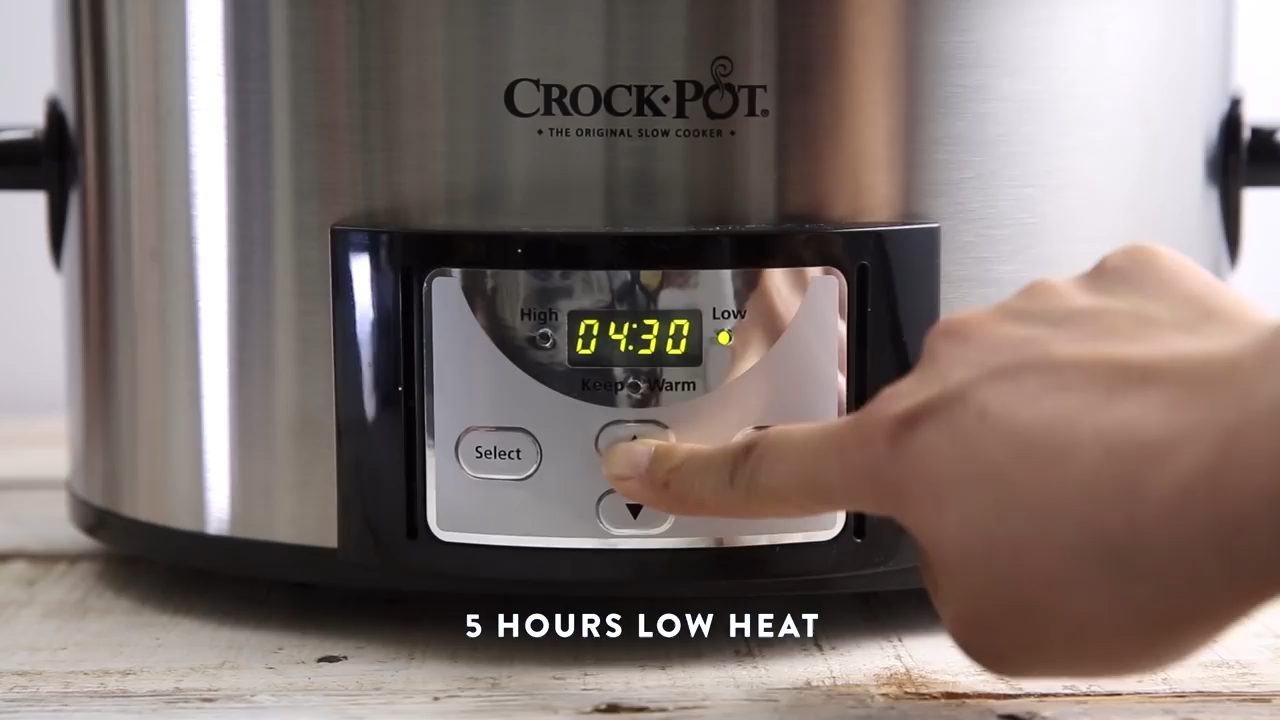 CROCK·POT®
• THE ORIGINAL SLOW COOKER •
High
Low
04:30
Keep Warm
Select
5 HOURS LOW HEAT